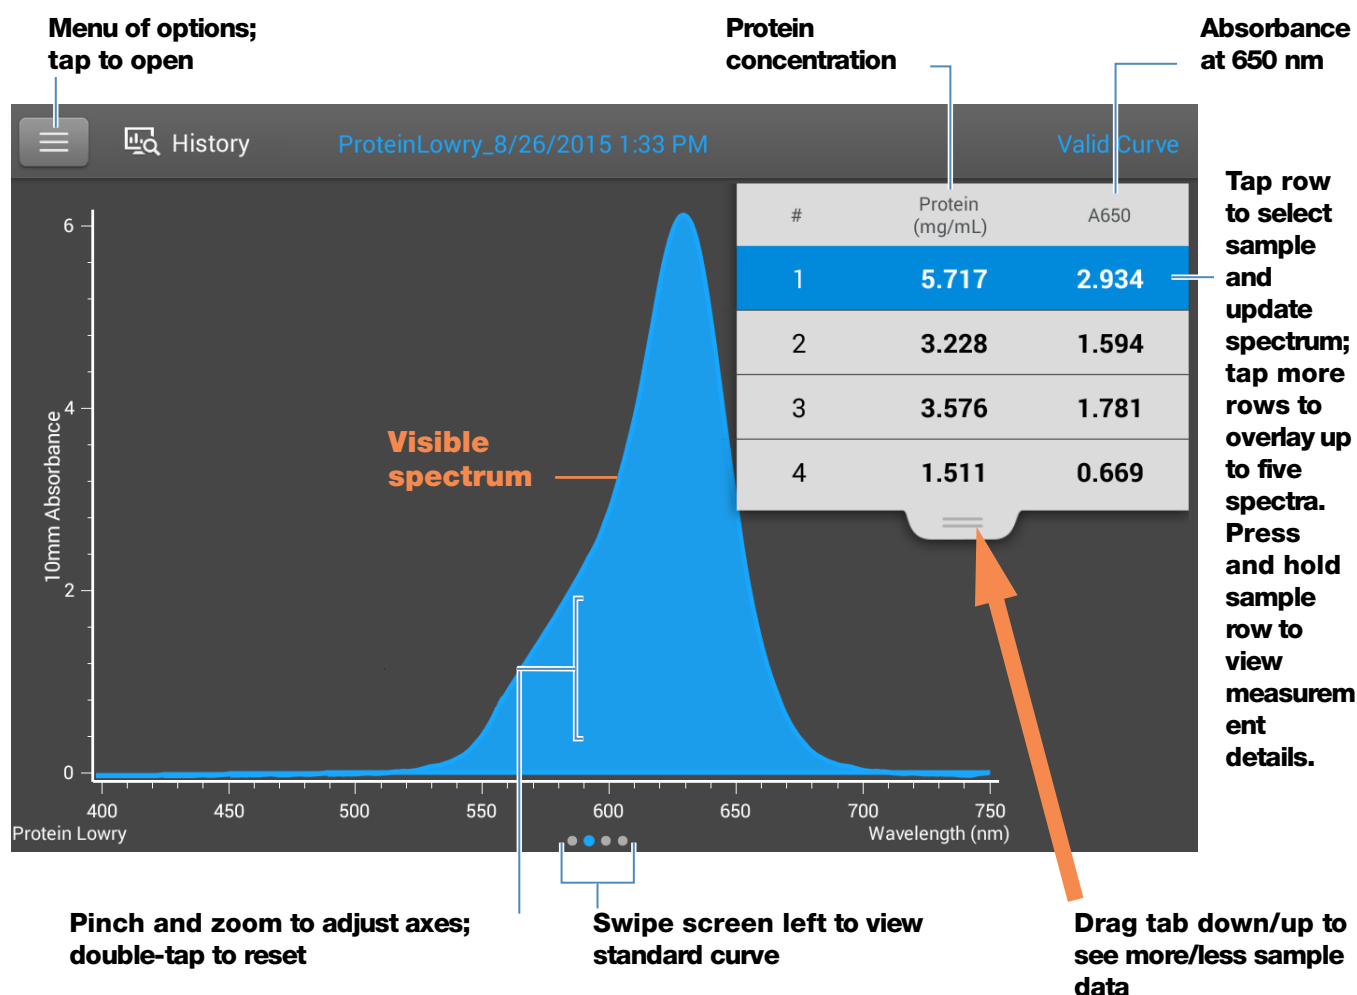 Menu of options;
tap to open
Protein
concentration
Absorbance
at 650 nm
History
ProteinLowry_8/26/2015 1:33 PM
Valid Curve
# Protein (mg/mL) A650
1 5.717 2.934
2 3.228 1.594
3 3.576 1.781
4 1.511 0.669
Tap row
to select
sample
and
update
spectrum;
tap more
rows to
overlay up
to five
spectra.
Press
and hold
sample
row to
view
measurem
ent
details.
10mm Absorbance
6
4
2
0
Visible
spectrum
400 450 500 550 600 650 700 750
Protein Lowry
Wavelength (nm)
Pinch and zoom to adjust axes;
double-tap to reset
Swipe screen left to view
standard curve
Drag tab down/up to
see more/less sample
data